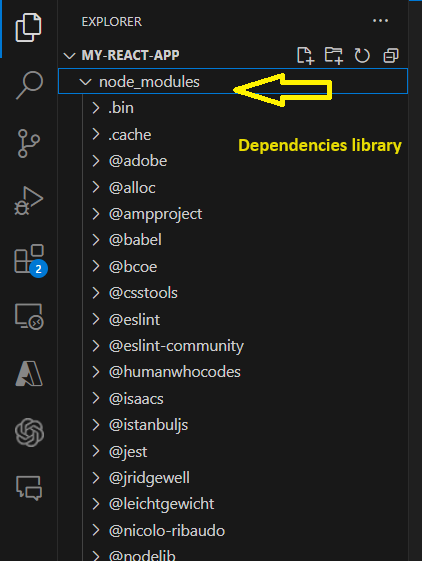 EXPLORER
MY-REACT-APP
node_modules
.bin
.cache
Dependencies library
@adobe
@alloc
@ampproject
@babel
@bcoe
2
@csstools
@eslint
@eslint-community
@humanwhocodes
@isaacs
@istanbuljs
@jest
@jridgewell
@leichtgewicht
@nicolo-ribaudo
@nodelib